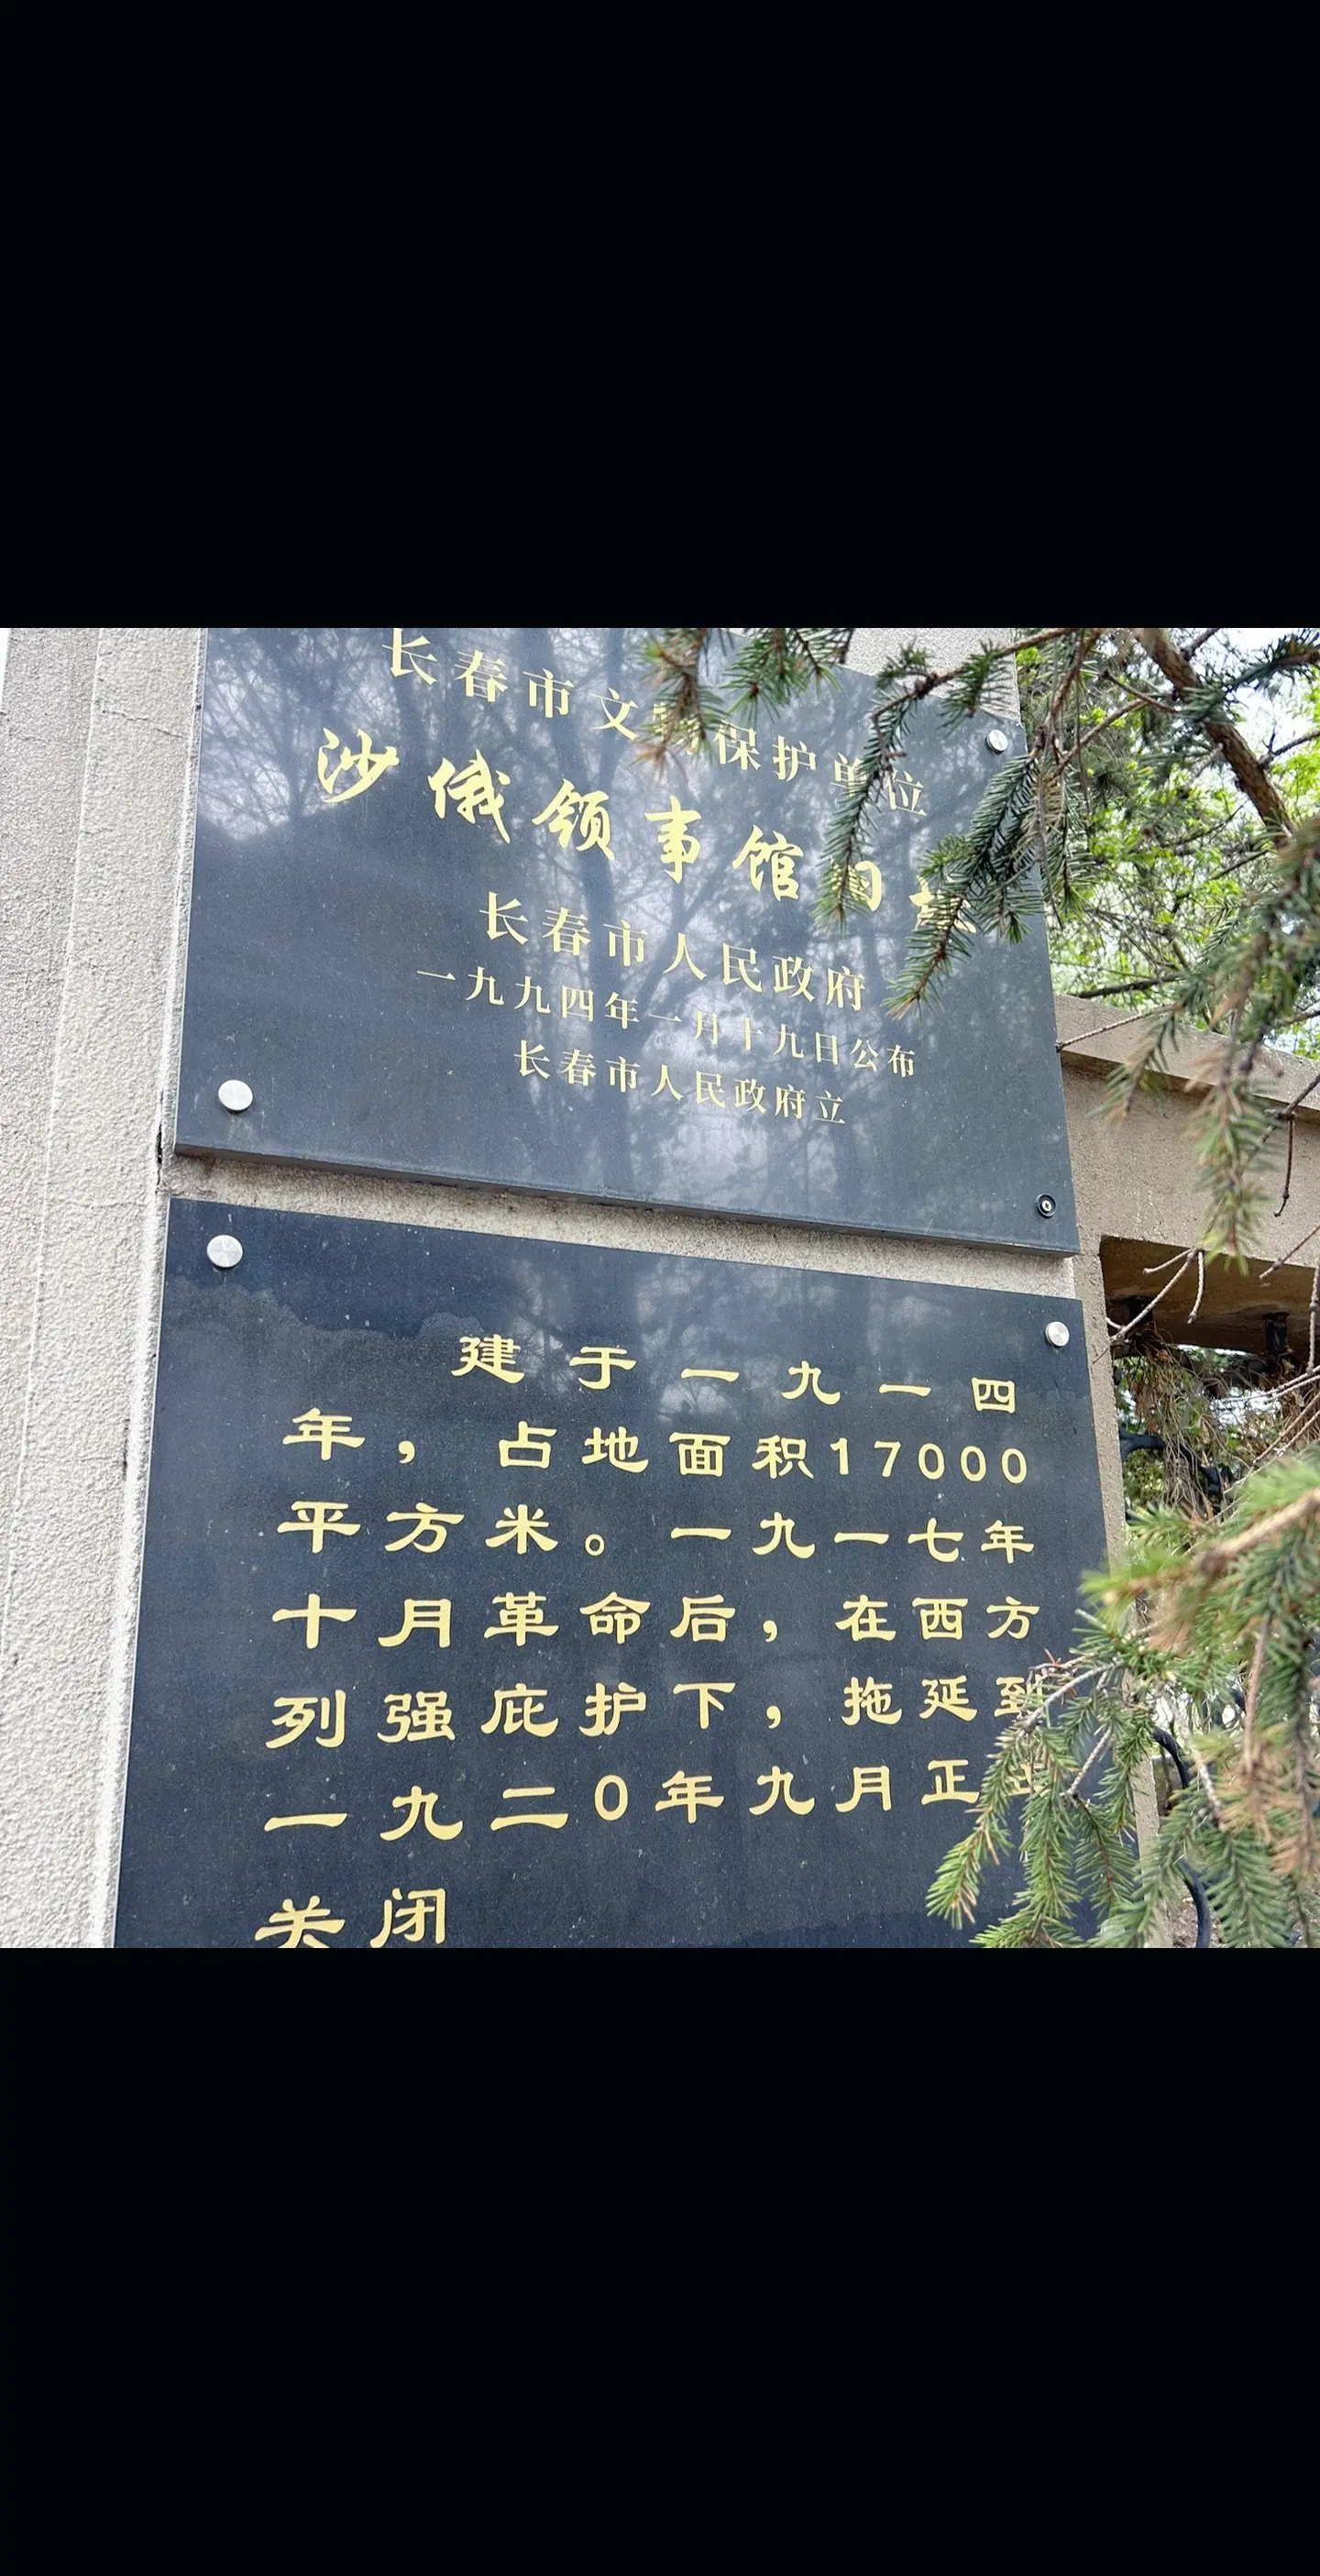 长春市文物保护单位
沙俄领事馆旧址
长春市人民政府
一九九四年一月十九日公布
长春市人民政府立
建于一九一四
年，占地面积17000
平方米。一九一七年
十月革命后，在西方
列强庇护下，拖延到
一九二0年九月正式
关闭